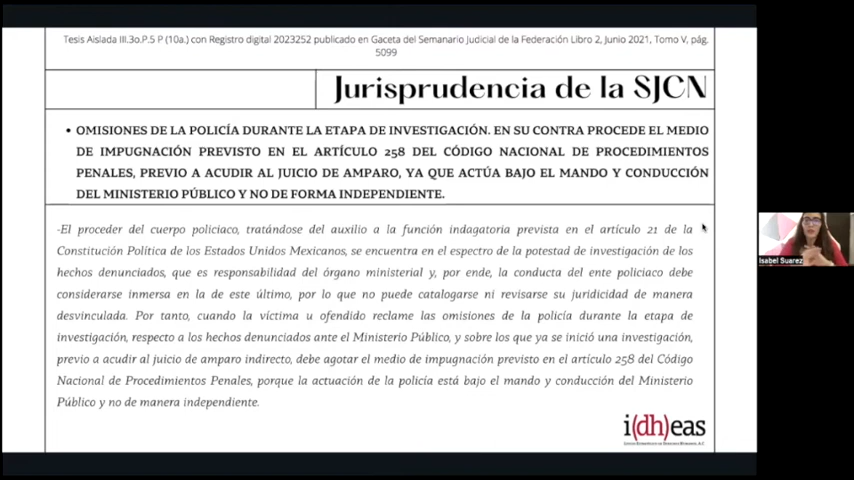 Tesis Aislada III.3o.P.5 P (10a.) con Registro digital 2023252 publicado en Gaceta del Semanario Judicial de la Federación Libro 2, Junio 2021, Tomo V, pág.
5099
Jurisprudencia de la SJCN
• OMISIONES DE LA POLICÍA DURANTE LA ETAPA DE INVESTIGACIÓN. EN SU CONTRA PROCEDE EL MEDIO
DE IMPUGNACIÓN PREVISTO EN EL ARTÍCULO 258 DEL CÓDIGO NACIONAL DE PROCEDIMIENTOS
PENALES, PREVIO A ACUDIR AL JUICIO DE AMPARO, YA QUE ACTÚA BAJO EL MANDO Y CONDUCCIÓN
DEL MINISTERIO PÚBLICO Y NO DE FORMA INDEPENDIENTE.
-El proceder del cuerpo policiaco, tratándose del auxilio a la función indagatoria prevista en el artículo 21 de la
Constitución Política de los Estados Unidos Mexicanos, se encuentra en el espectro de la potestad de investigación de los
hechos denunciados, que es responsabilidad del órgano ministerial y, por ende, la conducta del ente policiaco debe
considerarse inmersa en la de este último, por lo que no puede catalogarse ni revisarse su juridicidad de manera
desvinculada. Por tanto, cuando la víctima u ofendido reclame las omisiones de la policía durante la etapa de
investigación, respecto a los hechos denunciados ante el Ministerio Público, y sobre los que ya se inició una investigación,
previo a acudir al juicio de amparo indirecto, debe agotar el medio de impugnación previsto en el artículo 258 del Código
Nacional de Procedimientos Penales, porque la actuación de la policía está bajo el mando y conducción del Ministerio
Público y no de manera independiente.
i(dh)eas
Isabel Suarez